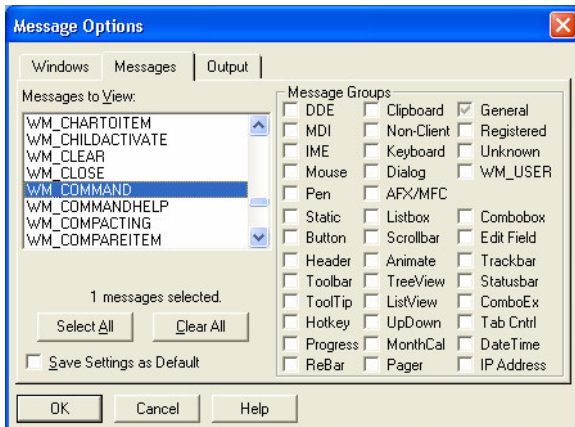 Message Options
Windows Messages Output
Messages to View:
WM_CHARTOITEM
WM_CHILDACTIVATE
WM_CLEAR
WM_CLOSE
WM_COMMAND
WM_COMMANDHELP
WM_COMPACTING
WM_COMPAREITEM
1 messages selected.
Select All Clear All
Save Settings as Default
Message Groups
DDE Clipboard General
MDI Non-Client Registered
IME Keyboard Unknown
Mouse Dialog WM_USER
Pen AFX/MFC
Static Listbox Combobox
Button Scrollbar Edit Field
Header Animate Trackbar
Toolbar TreeView Statusbar
ToolTip ListView ComboEx
Hotkey UpDown Tab Cntrl
Progress MonthCal DateTime
ReBar Pager IP Address
OK Cancel Help